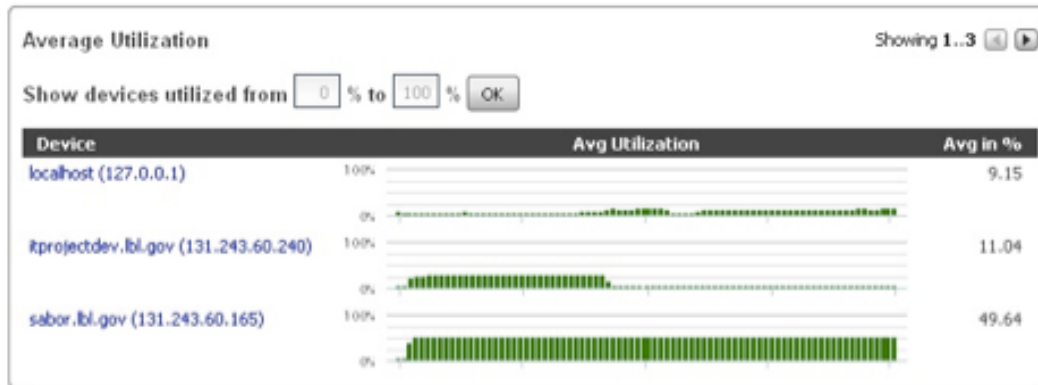 Average Utilization
Showing 1..3
Show devices utilized from 0 % to 100 % OK
Device Avg Utilization Avg in %
localhost (127.0.0.1) 100% 9.15
0%
itprojectdev.lbl.gov (131.243.60.240) 100% 11.04
0%
sabor.lbl.gov (131.243.60.165) 100% 49.64
0%